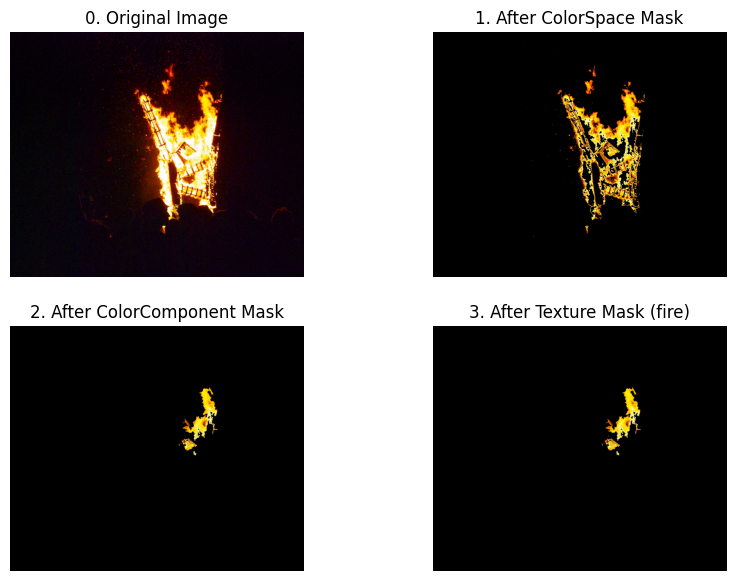 0. Original Image
1. After ColorSpace Mask
2. After ColorComponent Mask
3. After Texture Mask (fire)